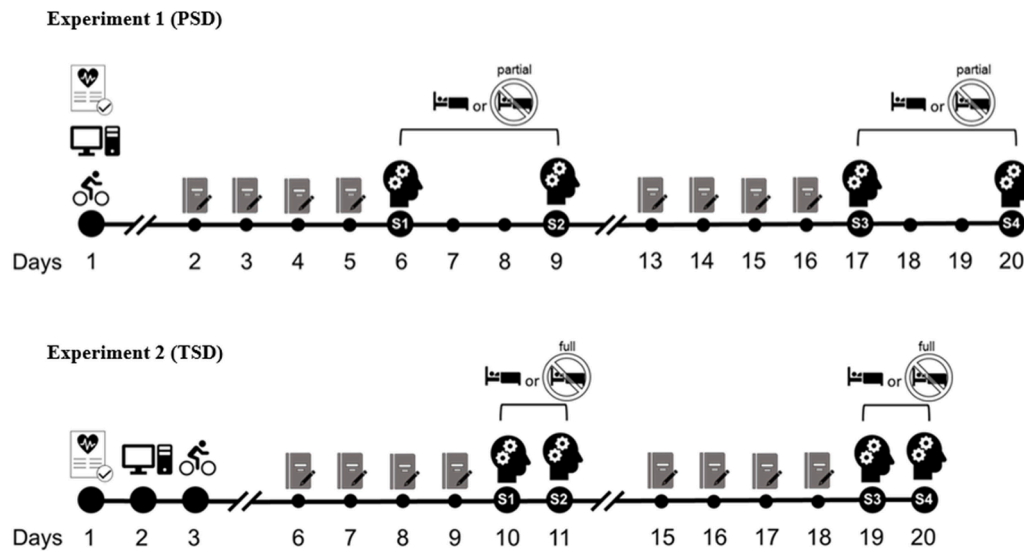 Experiment 1 (PSD)
partial partial
or or
S1 S2 S3 S4
Days 1 2 3 4 5 6 7 8 9 13 14 15 16 17 18 19 20
Experiment 2 (TSD)
full full
or or
S1 S2 S3 S4
Days 1 2 3 6 7 8 9 10 11 15 16 17 18 19 20